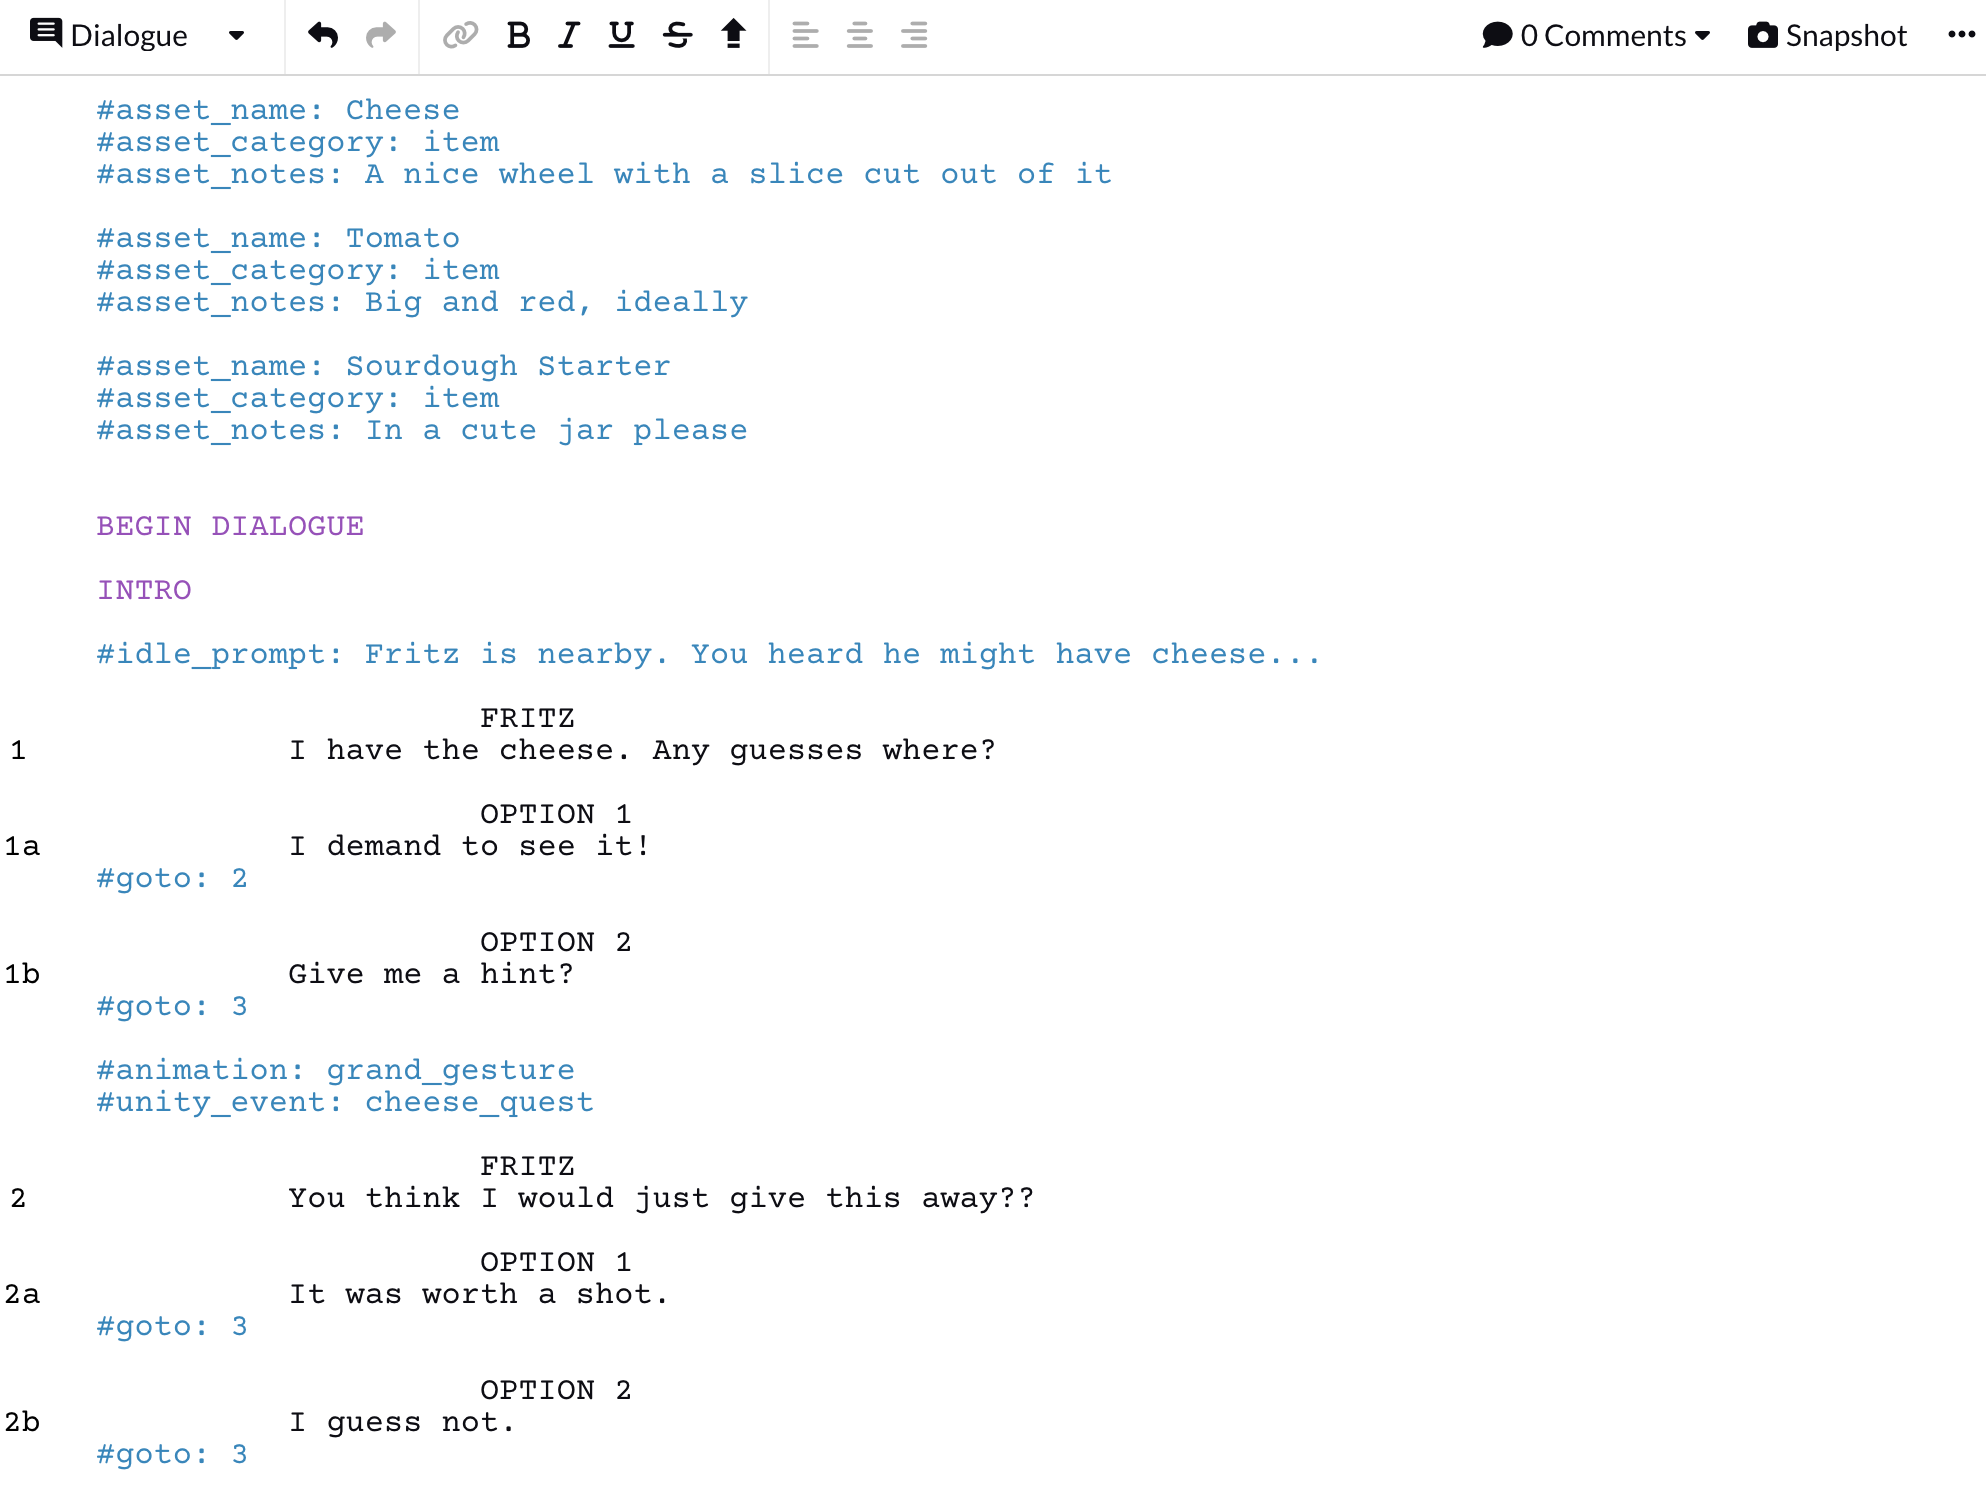 Dialogue B I U S 0 Comments Snapshot
#asset_name: Cheese
#asset_category: item
#asset_notes: A nice wheel with a slice cut out of it
#asset_name: Tomato
#asset_category: item
#asset_notes: Big and red, ideally
#asset_name: Sourdough Starter
#asset_category: item
#asset_notes: In a cute jar please
BEGIN DIALOGUE
INTRO
#idle_prompt: Fritz is nearby. You heard he might have cheese...
FRITZ
1 I have the cheese. Any guesses where?
OPTION 1
1a I demand to see it!
#goto: 2
OPTION 2
1b Give me a hint?
#goto: 3
#animation: grand_gesture
#unity_event: cheese_quest
FRITZ
2 You think I would just give this away??
OPTION 1
2a It was worth a shot.
#goto: 3
OPTION 2
2b I guess not.
#goto: 3